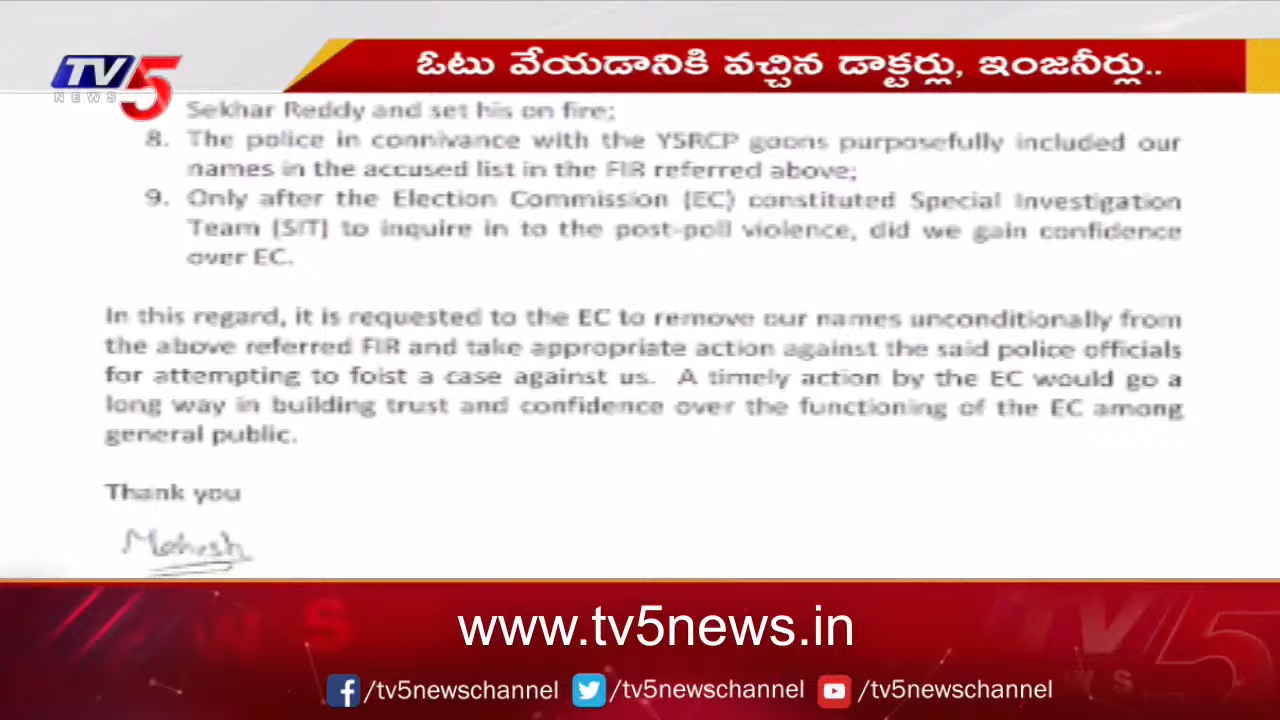 TV5
NEWS
ఓటు వేయడానికి వచ్చిన డాక్టర్లు, ఇంజనీర్లు..
Sekhar Reddy and set his on fire;
8. The police in connivance with the YSRCP goons purposefully included our
names in the accused list in the FIR referred above;
9. Only after the Election Commission (EC) constituted Special Investigation
Team (SIT) to inquire in to the post-poll violence, did we gain confidence
over EC.
In this regard, it is requested to the EC to remove our names unconditionally from
the above referred FIR and take appropriate action against the said police officials
for attempting to foist a case against us. A timely action by the EC would go a
long way in building trust and confidence over the functioning of the EC among
general public.
Thank you
Mahesh
www.tv5news.in
/tv5newschannel /tv5newschannel /tv5newschannel